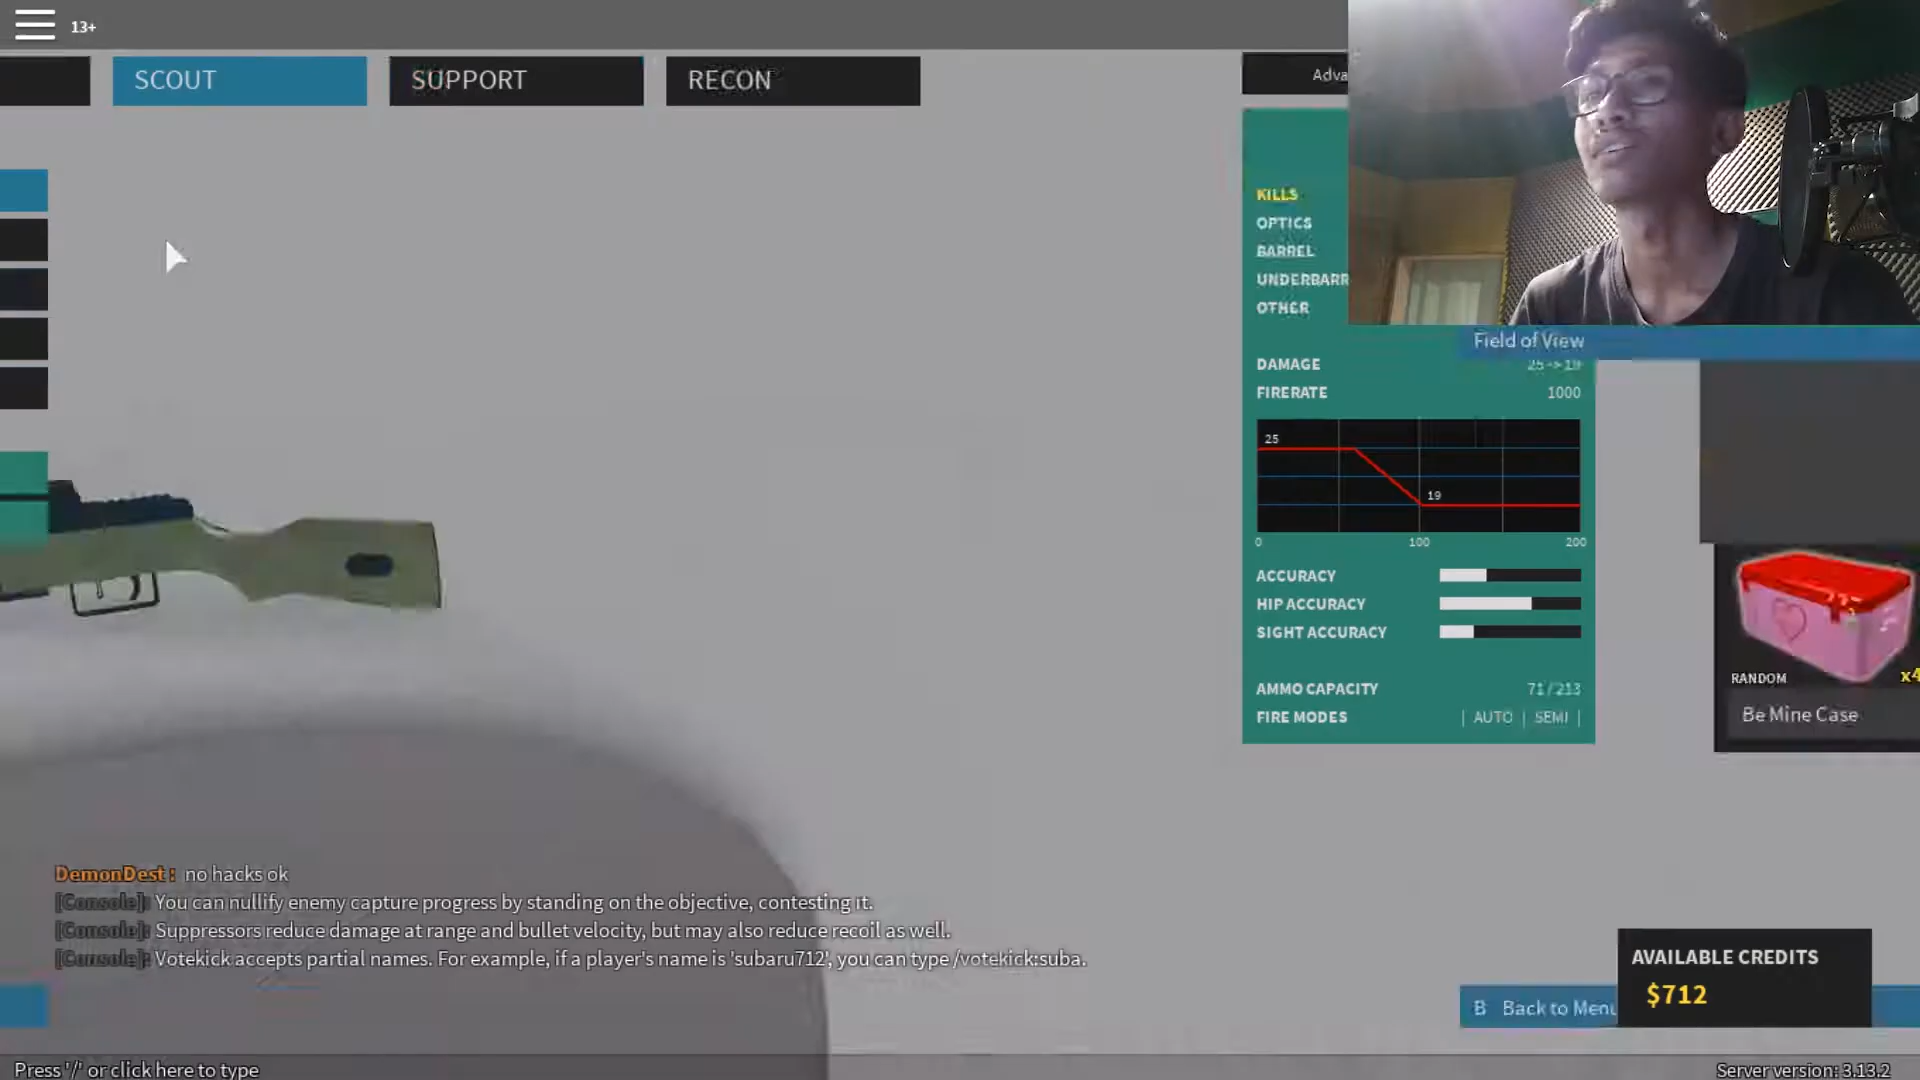 13+
SCOUT
SUPPORT
RECON
Adva
KILLS
OPTICS
BARREL
UNDERBARR
OTHER
Field of View
DAMAGE 25 -> 19
FIRERATE 1000
25
19
0 100 200
ACCURACY
HIP ACCURACY
SIGHT ACCURACY
AMMO CAPACITY 71/213
FIRE MODES | AUTO | SEMI |
RANDOM x4
Be Mine Case
DemonDest : no hacks ok
[Console]: You can nullify enemy capture progress by standing on the objective, contesting it.
[Console]: Suppressors reduce damage at range and bullet velocity, but may also reduce recoil as well.
[Console]: Votekick accepts partial names. For example, if a player's name is 'subaru712', you can type /votekick:suba.
AVAILABLE CREDITS
$712
B Back to Menu
Press '/' or click here to type
Server version: 3.13.2